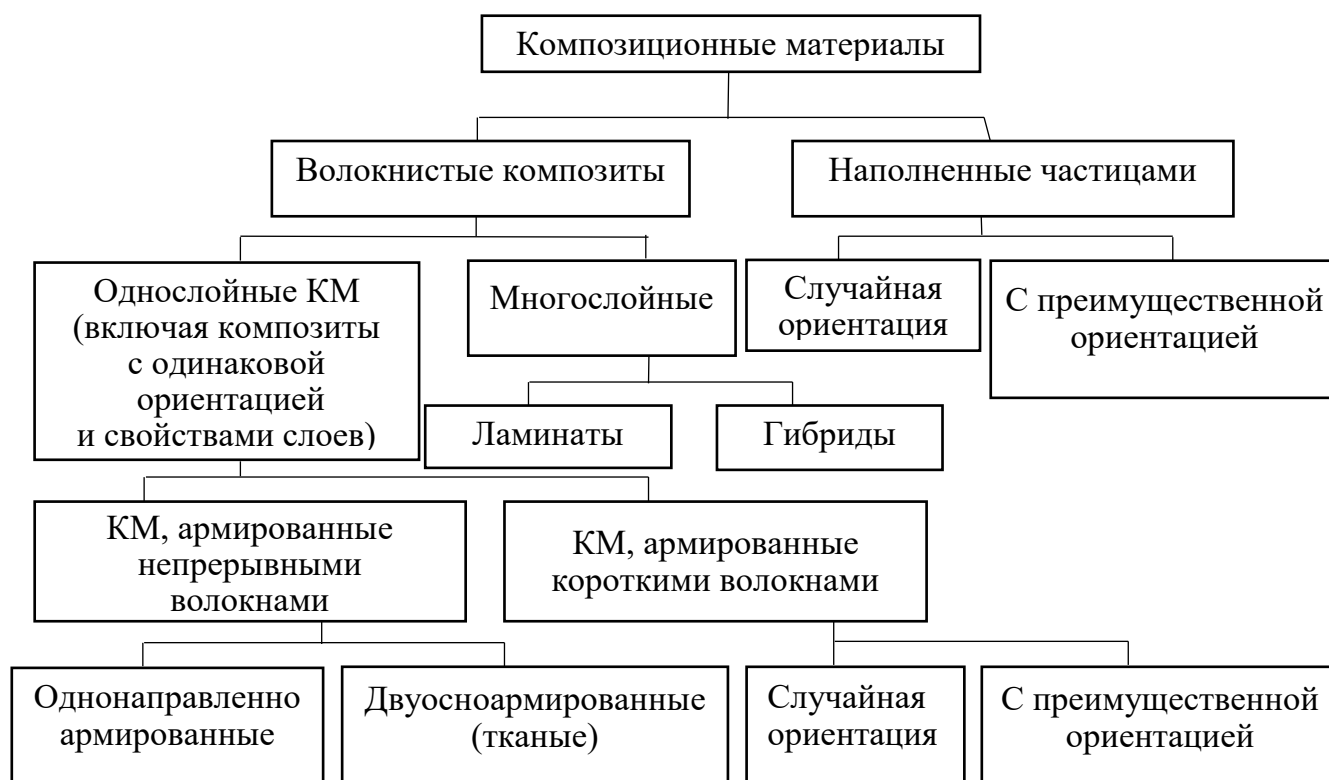 Композиционные материалы
Волокнистые композиты
Наполненные частицами
Однослойные КМ
(включая композиты
с одинаковой
ориентацией
и свойствами слоев)
Многослойные
Случайная
ориентация
С преимущественной
ориентацией
Ламинаты
Гибриды
КМ, армированные
непрерывными
волокнами
КМ, армированные
короткими волокнами
Однонаправленно
армированные
Двуосноармированные
(тканые)
Случайная
ориентация
С преимущественной
ориентацией